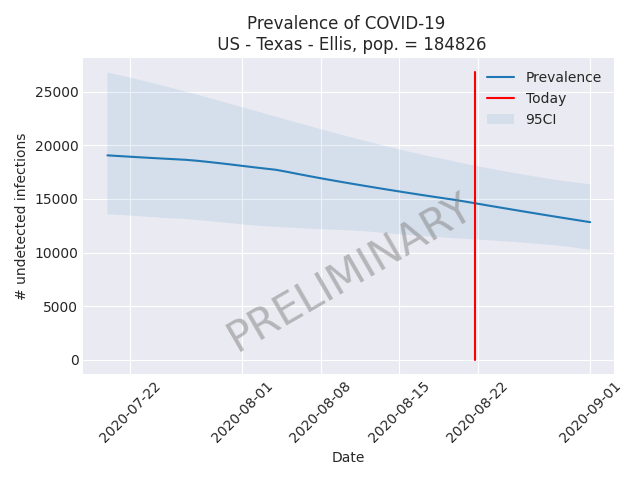 Prevalence of COVID-19
US - Texas - Ellis, pop. = 184826
Prevalence
Today
95CI
25000
20000
15000
10000
5000
0
# undetected infections
PRELIMINARY
2020-07-22
2020-08-01
2020-08-08
2020-08-15
2020-08-22
2020-09-01
Date